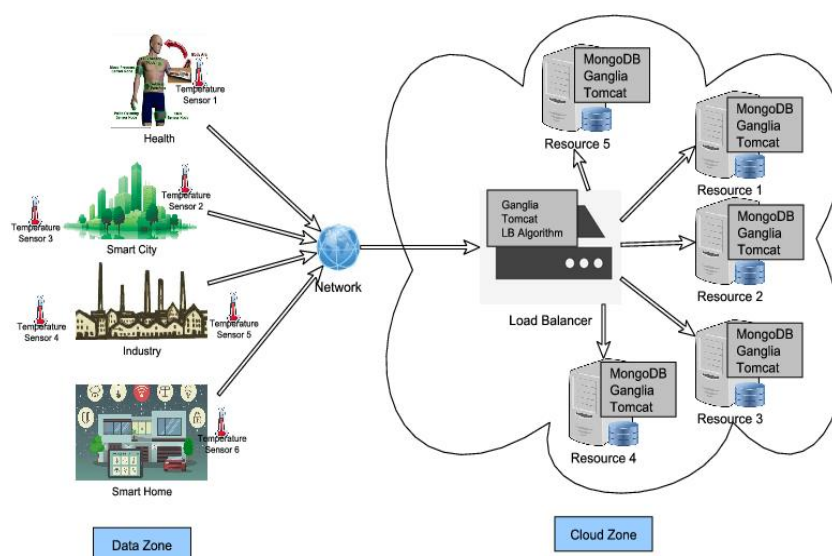 Temperature
Sensor 1
Health
Temperature
Sensor 2
Temperature
Sensor 3
Smart City
Temperature
Sensor 4
Temperature
Sensor 5
Industry
Temperature
Sensor 6
Smart Home
Data Zone
Network
Ganglia
Tomcat
LB Algorithm
Load Balancer
MongoDB
Ganglia
Tomcat
Resource 5
MongoDB
Ganglia
Tomcat
Resource 1
MongoDB
Ganglia
Tomcat
Resource 2
MongoDB
Ganglia
Tomcat
Resource 3
MongoDB
Ganglia
Tomcat
Resource 4
Cloud Zone